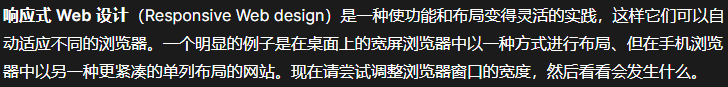 响应式 Web 设计（Responsive Web design）是一种使功能和布局变得灵活的实践，这样它们可以自
动适应不同的浏览器。一个明显的例子是在桌面上的宽屏浏览器中以一种方式进行布局、但在手机浏览
器中以另一种更紧凑的单列布局的网站。现在请尝试调整浏览器窗口的宽度，然后看看会发生什么。